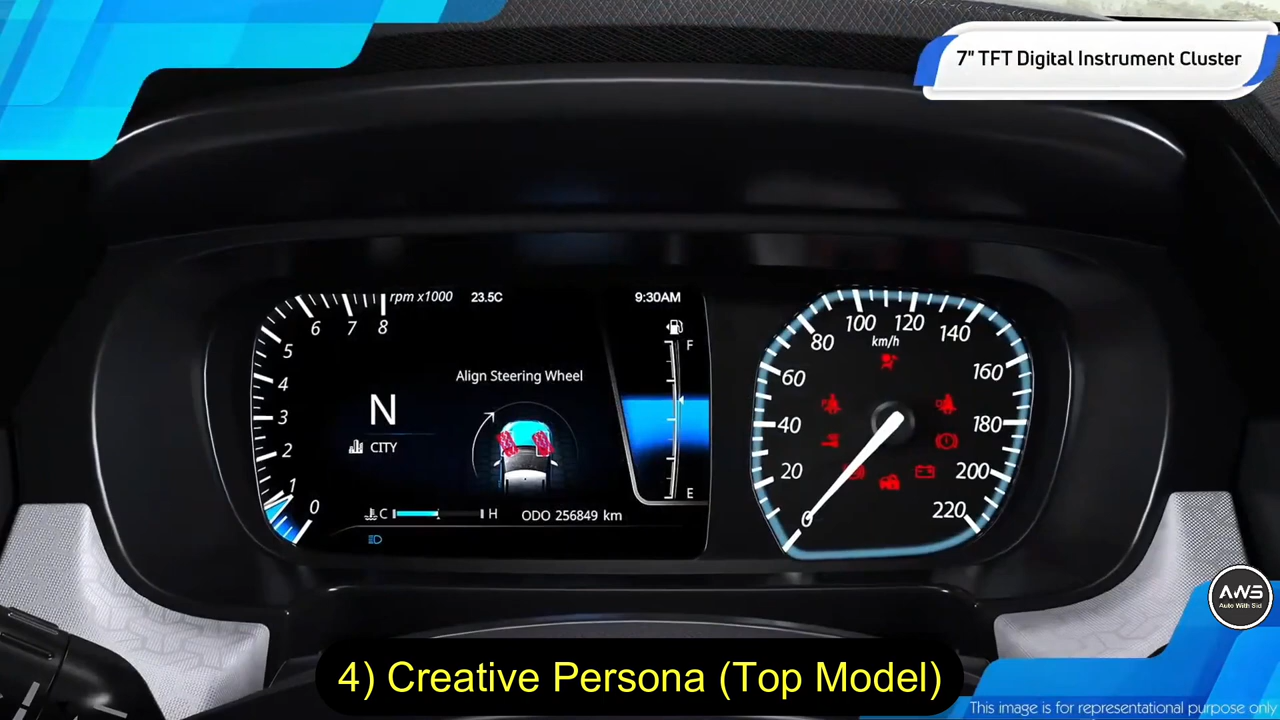 7" TFT Digital Instrument Cluster
rpm x1000
23.5C
9:30AM
6 7 8
5
4
3
2
1
0
F
E
Align Steering Wheel
N
CITY
C H
ODO 256849 km
0
20
40
60
80
100
120
140
160
180
200
220
km/h
AWS
Auto With Sid
4) Creative Persona (Top Model)
This image is for representational purpose only